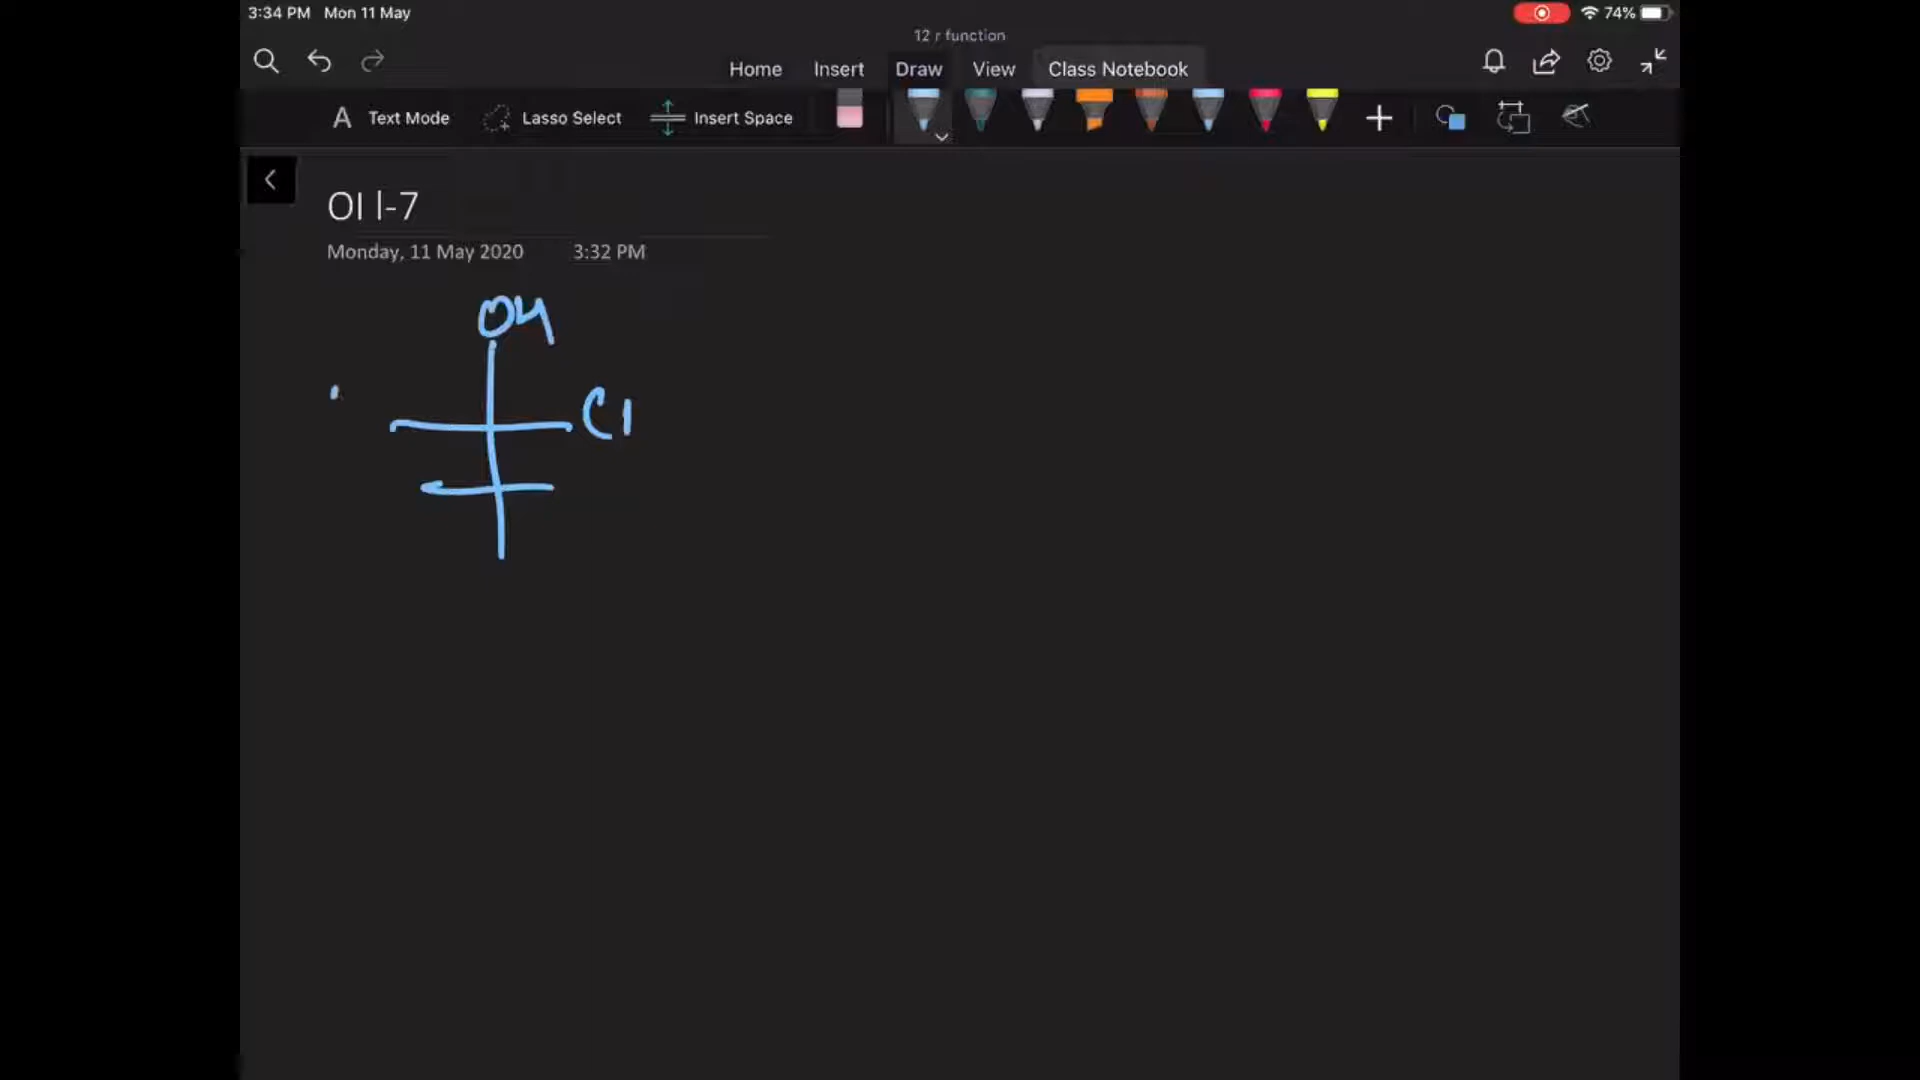 3:34 PM Mon 11 May
74%
12 r function
Home Insert Draw View Class Notebook
A Text Mode Lasso Select Insert Space
OI l-7
Monday, 11 May 2020 3:32 PM
OH
Cl